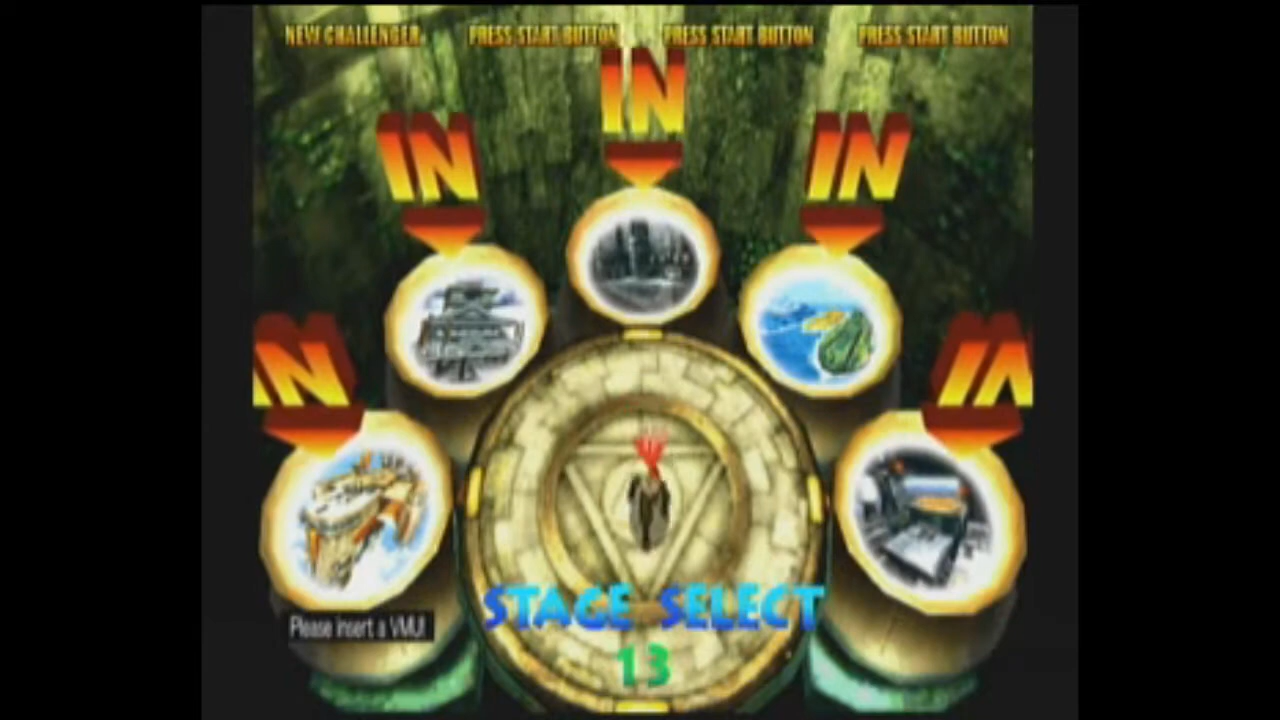 NEW CHALLENGER PRESS START BUTTON PRESS START BUTTON PRESS START BUTTON
IN
IN IN
IN IN
Please insert a VMU!
STAGE SELECT
13